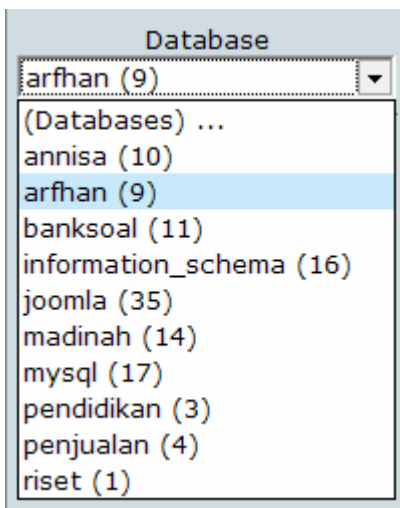 Database
arfhan (9)
(Databases) ...
annisa (10)
arfhan (9)
banksoal (11)
information_schema (16)
joomla (35)
madinah (14)
mysql (17)
pendidikan (3)
penjualan (4)
riset (1)